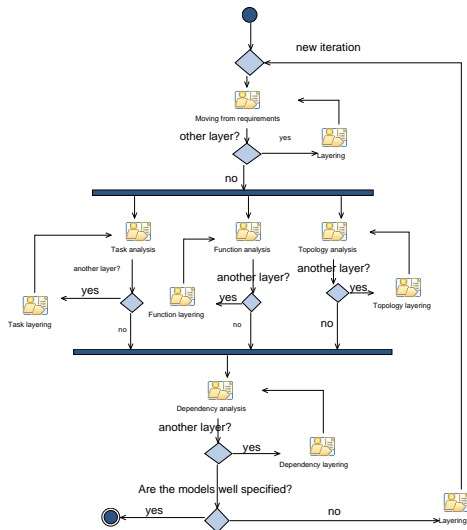 new iteration
Moving from requirements
other layer?
yes
Layering
no
Task analysis
Function analysis
Topology analysis
another layer?
another layer?
another layer?
yes
yes
yes
Task layering
Function layering
Topology layering
no
no
no
Dependency analysis
another layer?
yes
Dependency layering
Are the models well specified?
yes
no
Layering